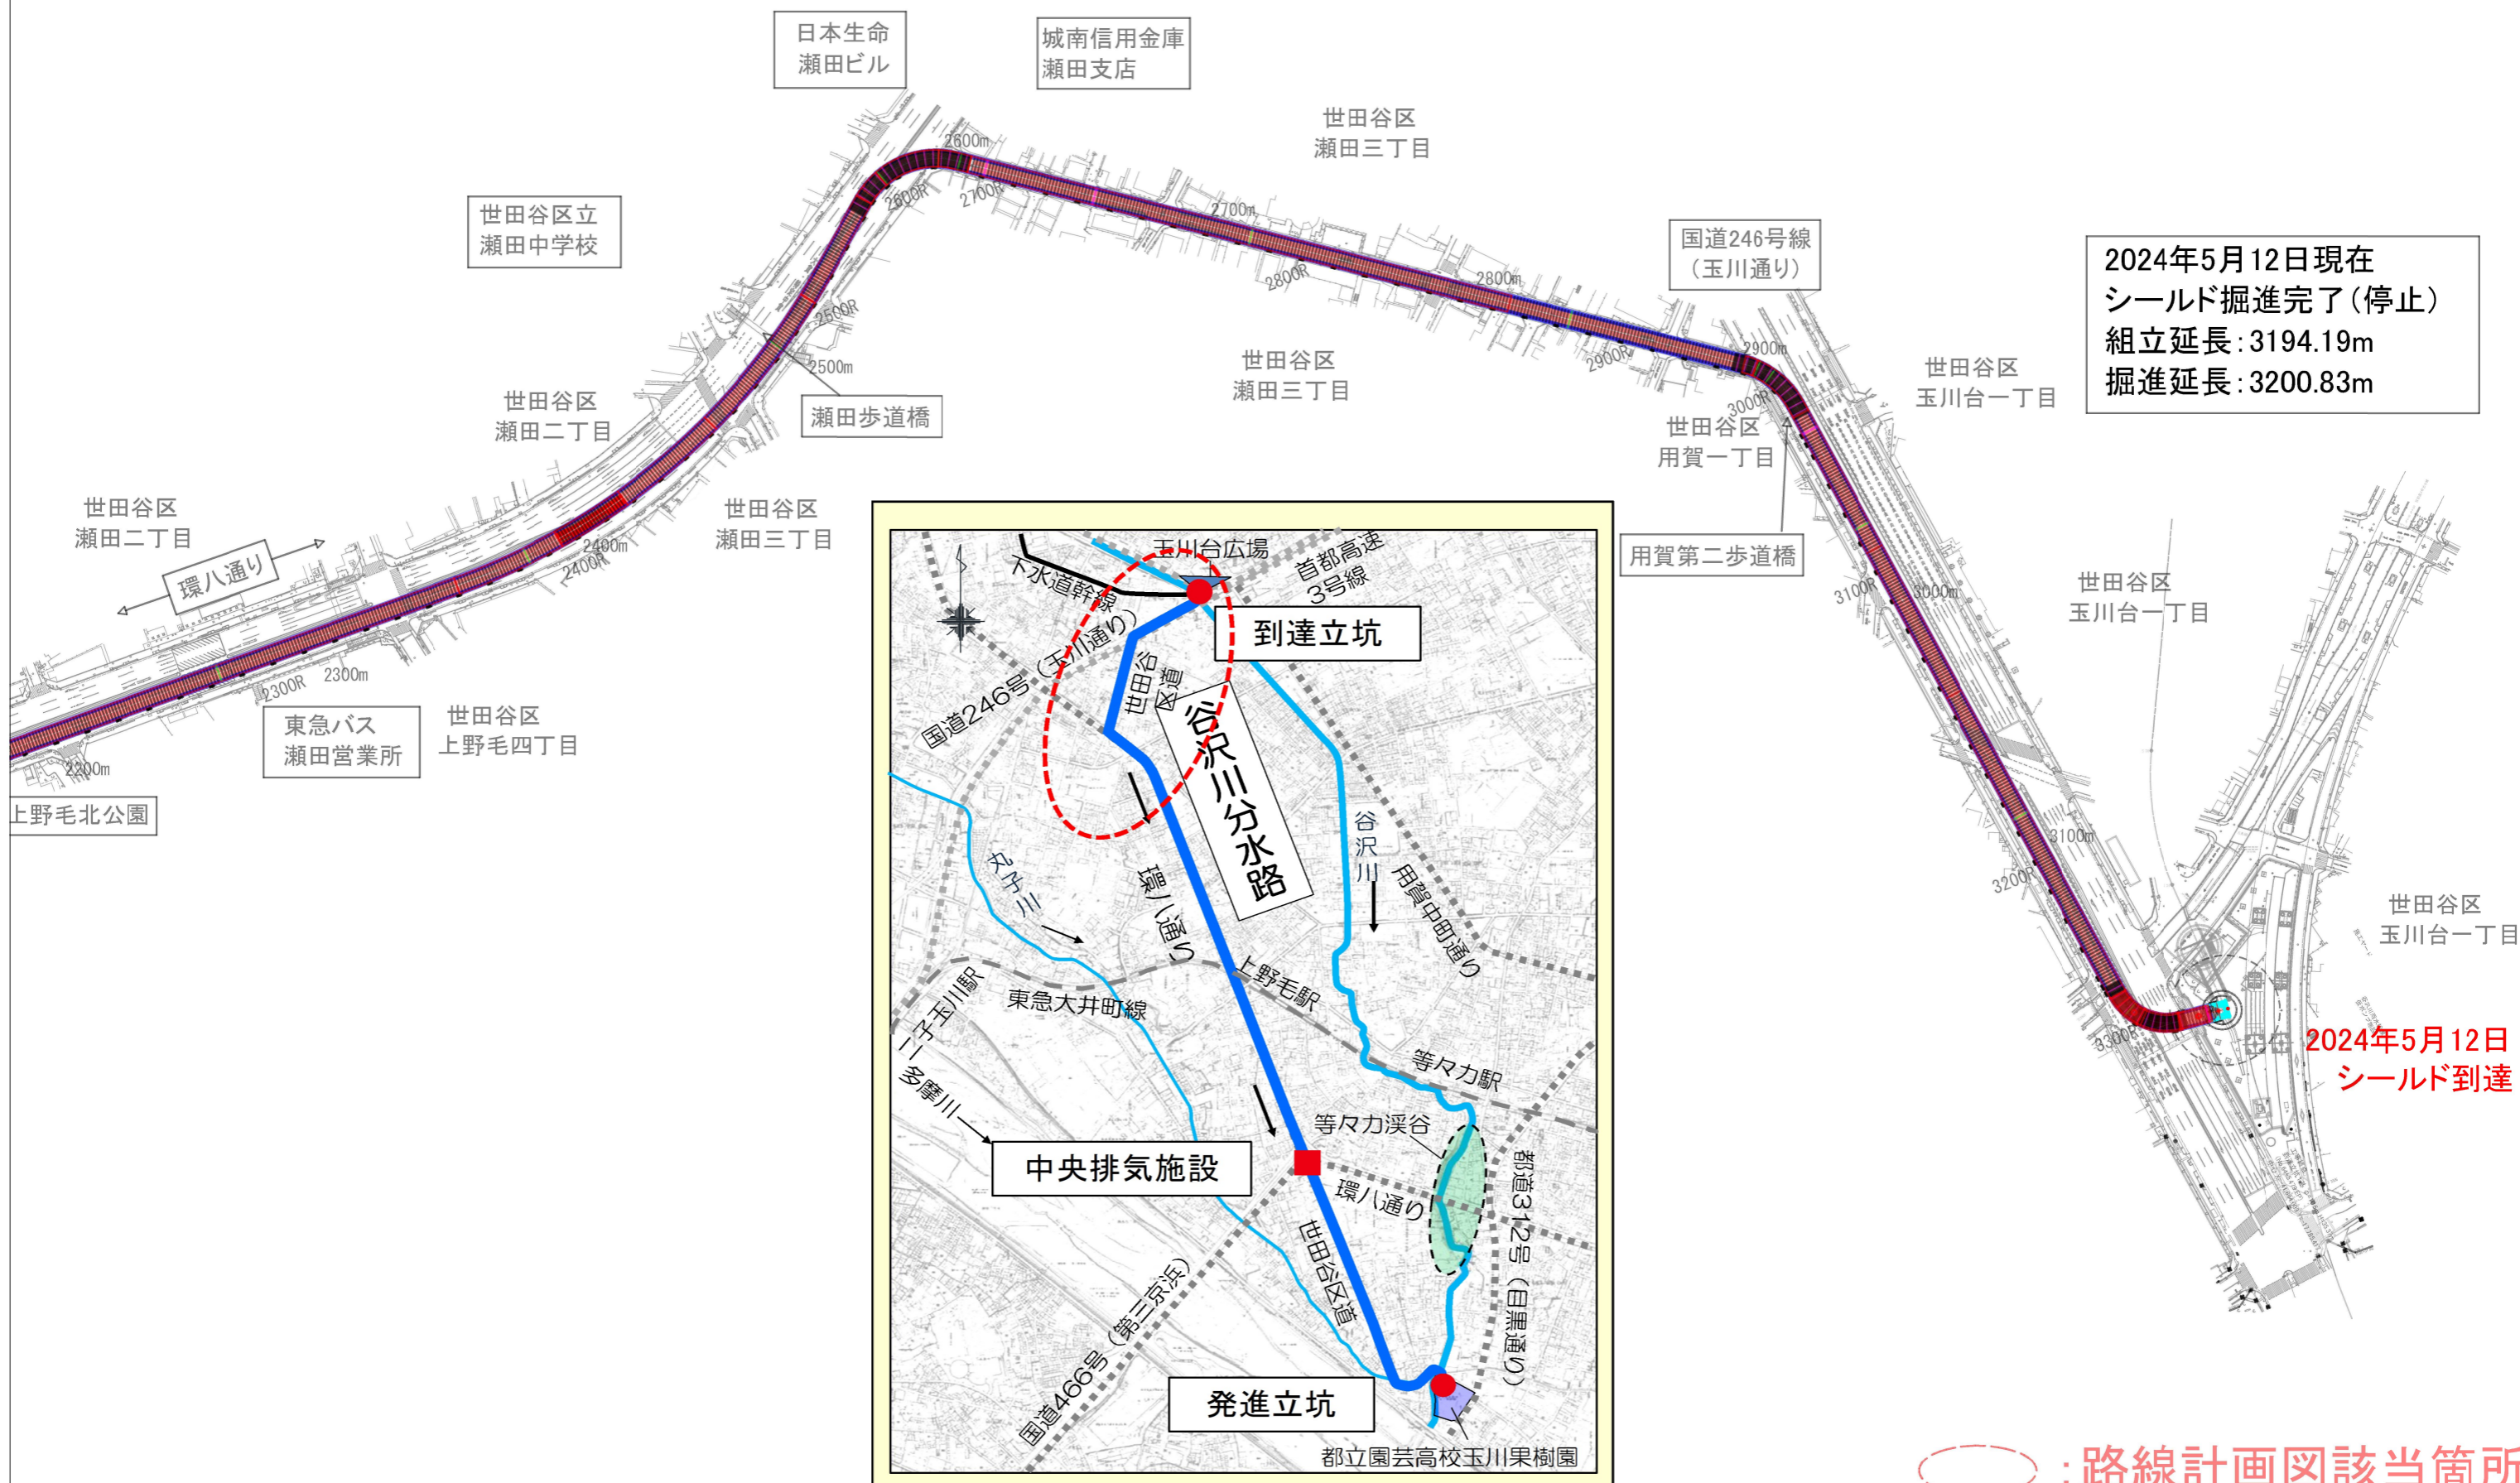 日本生命
瀬田ビル
城南信用金庫
瀬田支店
世田谷区
瀬田三丁目
世田谷区立
瀬田中学校
2600m
2600R
2700R
2700m
2800R
2800m
国道246号線
（玉川通り）
2024年5月12日現在
シールド掘進完了（停止）
組立延長：3194.19m
掘進延長：3200.83m
2500R
2500m
瀬田歩道橋
世田谷区
瀬田二丁目
世田谷区
瀬田三丁目
2900R
2900m
3000R
世田谷区
玉川台一丁目
世田谷区
用賀一丁目
用賀第二歩道橋
世田谷区
瀬田二丁目
環八通り
2400m
2400R
世田谷区
瀬田三丁目
2300R
2300m
東急バス
瀬田営業所
世田谷区
上野毛四丁目
2200m
上野毛北公園
3100R
3000m
世田谷区
玉川台一丁目
3100m
3200R
世田谷区
玉川台一丁目
3300R
2024年5月12日
シールド到達
玉川台広場
下水道幹線
首都高速
3号線
到達立坑
国道246号（玉川通り）
世田谷
区道
谷沢川分水路
谷沢川
丸子川
環八通り
用賀中町通り
上野毛駅
東急大井町線
二子玉川駅
多摩川
等々力駅
等々力渓谷
中央排気施設
環八通り
都道312号（目黒通り）
世田谷区道
国道466号（第三京浜）
発進立坑
都立園芸高校玉川果樹園
：路線計画図該当箇所